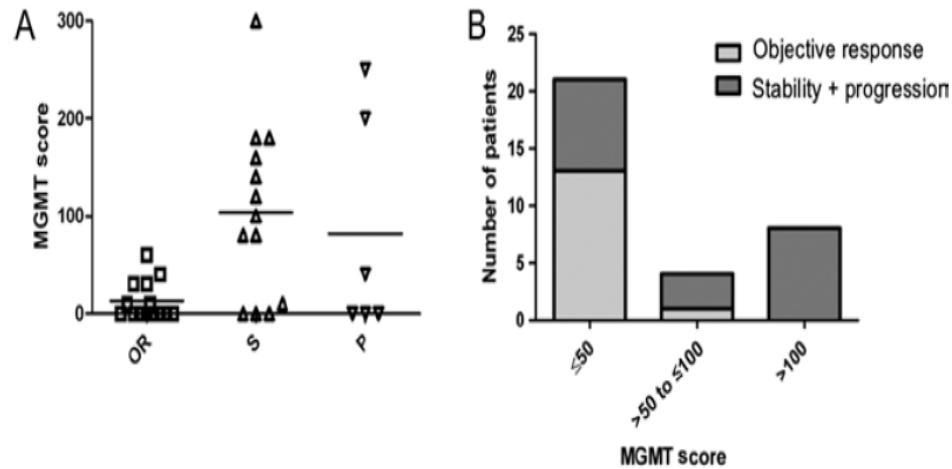 A
MGMT score
300
200
100
0
OR
S
P
B
Number of patients
25
20
15
10
5
0
Objective response
Stability + progression
≤50
>50 to ≤100
>100
MGMT score